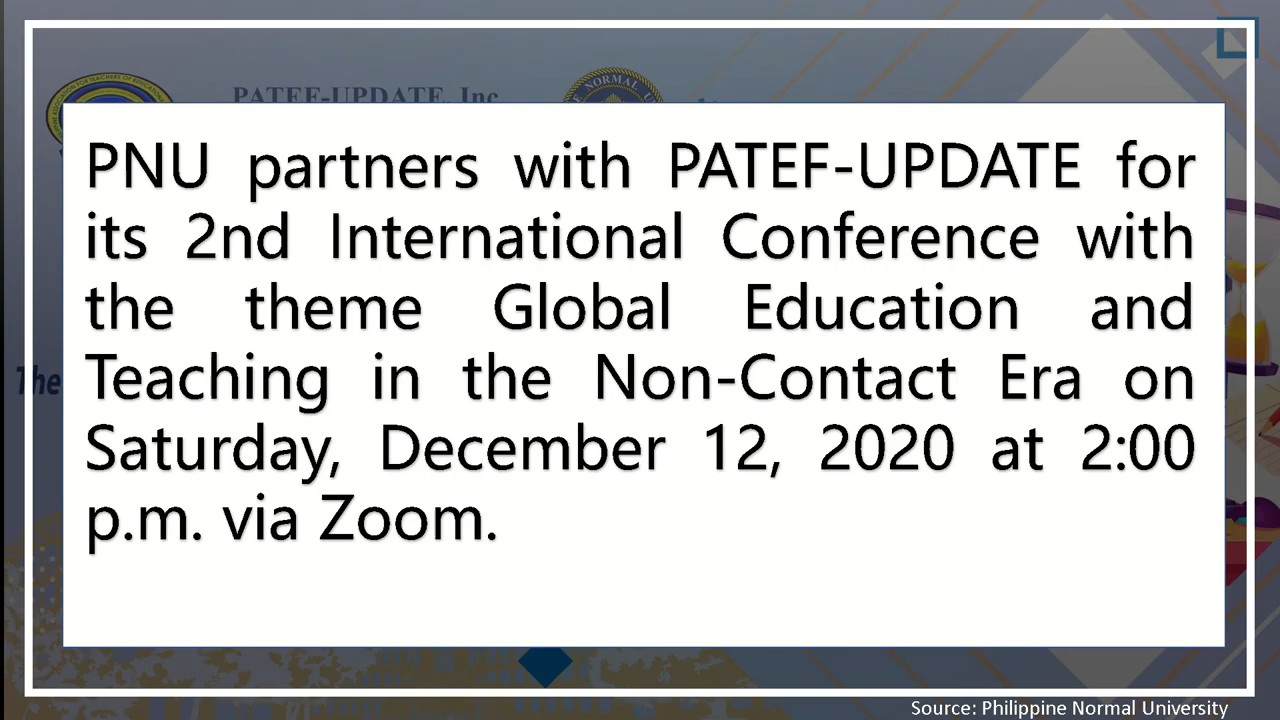 PATEF-UPDATE, Inc
NORMAL
PNU partners with PATEF-UPDATE for
its 2nd International Conference with
the theme Global Education and
Teaching in the Non-Contact Era on
Saturday, December 12, 2020 at 2:00
p.m. via Zoom.
The
Source: Philippine Normal University